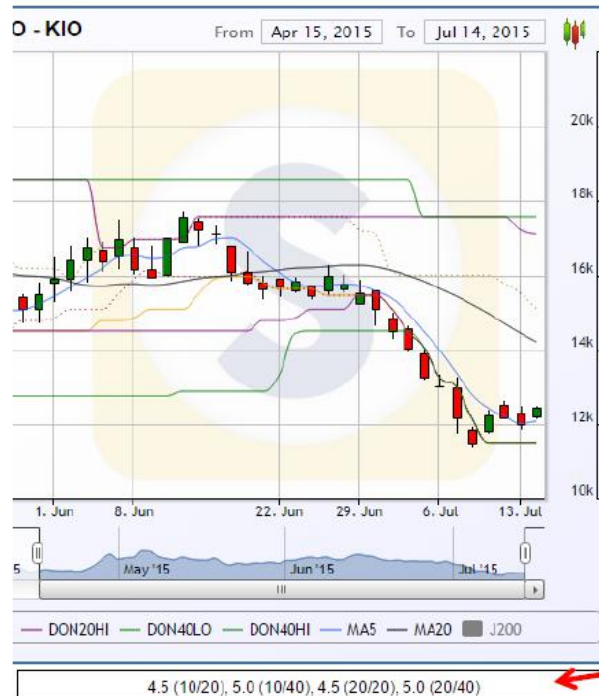 O - KIO From Apr 15, 2015 To Jul 14, 2015
20k
18k
16k
14k
12k
10k
S
1. Jun 8. Jun 22. Jun 29. Jun 6. Jul 13. Jul
5 May '15 Jun '15 Jul '15
DON20HI DON40LO DON40HI MA5 MA20 J200
4.5 (10/20), 5.0 (10/40), 4.5 (20/20), 5.0 (20/40)